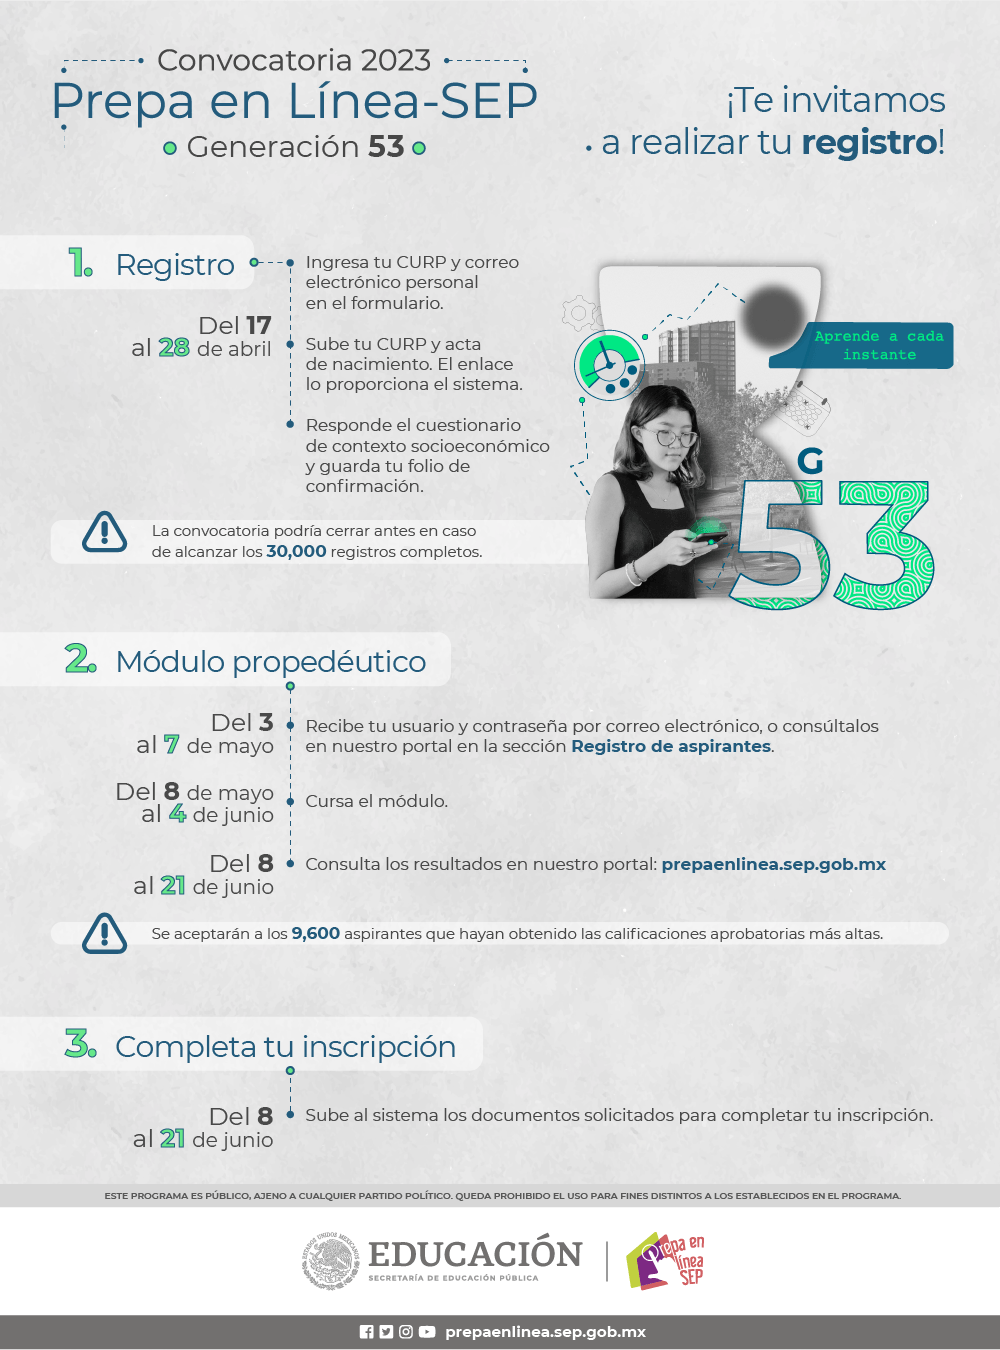 Convocatoria 2023
Prepa en Línea-SEP
Generación 53
¡Te invitamos
a realizar tu registro!
1. Registro
Del 17
al 28 de abril
Ingresa tu CURP y correo
electrónico personal
en el formulario.
Sube tu CURP y acta
de nacimiento. El enlace
lo proporciona el sistema.
Responde el cuestionario
de contexto socioeconómico
y guarda tu folio de
confirmación.
Aprende a cada
instante
G
53
La convocatoria podría cerrar antes en caso
de alcanzar los 30,000 registros completos.
2. Módulo propedéutico
Del 3
al 7 de mayo
Recibe tu usuario y contraseña por correo electrónico, o consúltalos
en nuestro portal en la sección Registro de aspirantes.
Del 8 de mayo
al 4 de junio
Cursa el módulo.
Del 8
al 21 de junio
Consulta los resultados en nuestro portal: prepaenlinea.sep.gob.mx
Se aceptarán a los 9,600 aspirantes que hayan obtenido las calificaciones aprobatorias más altas.
3. Completa tu inscripción
Del 8
al 21 de junio
Sube al sistema los documentos solicitados para completar tu inscripción.
ESTE PROGRAMA ES PÚBLICO, AJENO A CUALQUIER PARTIDO POLÍTICO. QUEDA PROHIBIDO EL USO PARA FINES DISTINTOS A LOS ESTABLECIDOS EN EL PROGRAMA.
ESTADOS UNIDOS MEXICANOS
EDUCACIÓN
SECRETARÍA DE EDUCACIÓN PÚBLICA
Prepa en
línea
SEP
prepaenlinea.sep.gob.mx